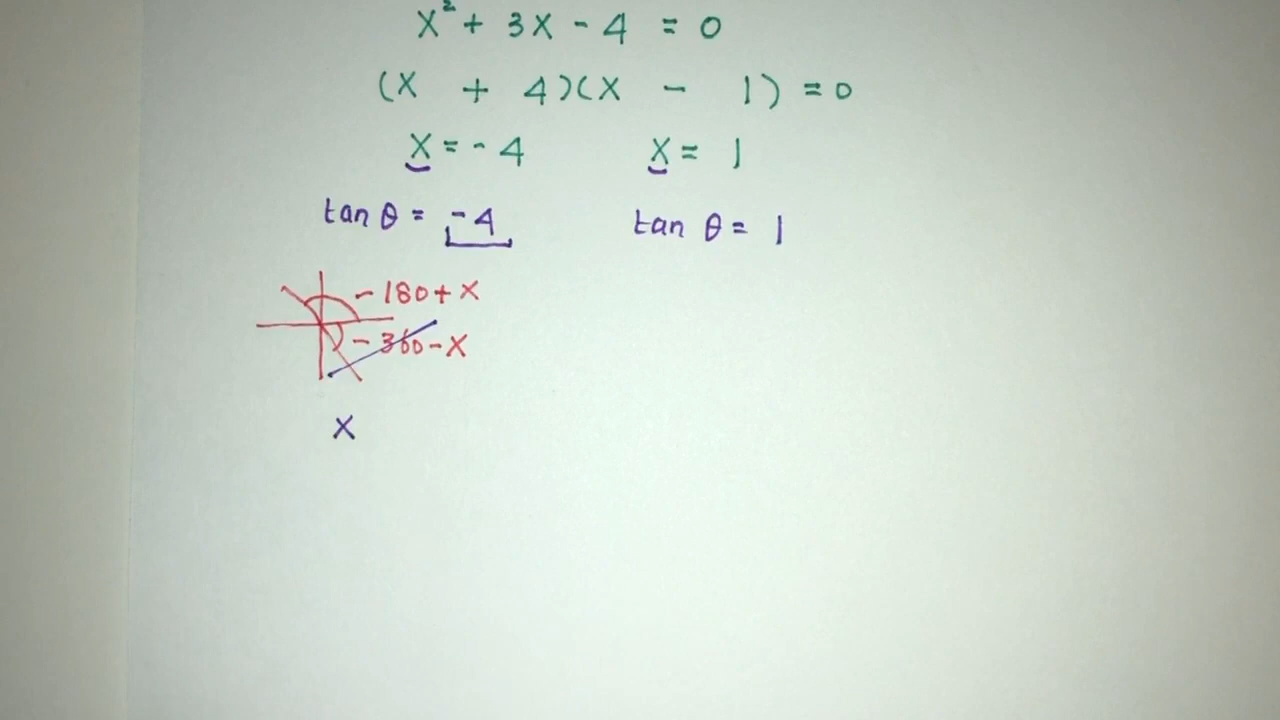 x² + 3x - 4 = 0
(x + 4)(x - 1) = 0
x = - 4 x = 1
tan θ = - 4 tan θ = 1
- 180 + x
- 360 - x
x